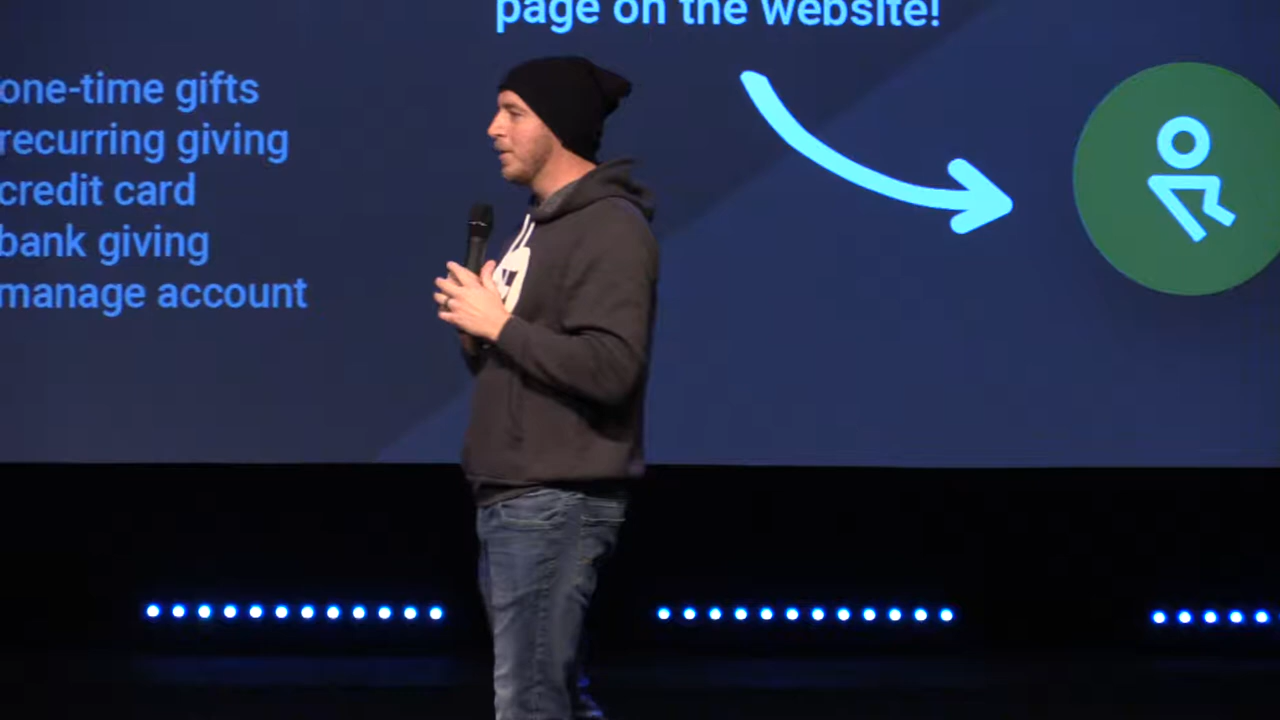 page on the website!
one-time gifts
recurring giving
credit card
bank giving
manage account